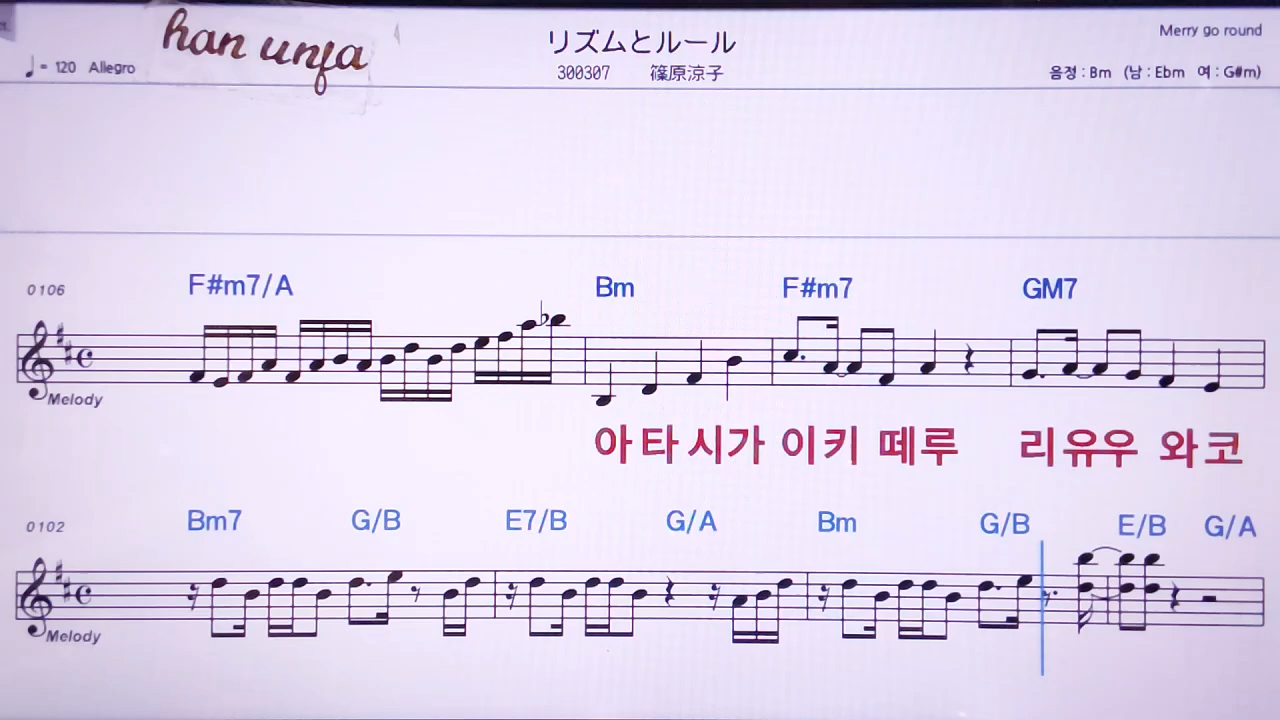 han unfa
リズムとルール
Merry go round
♩= 120 Allegro
300307 篠原涼子
음정 : Bm (남 : Ebm 여 : G#m)
0106
F#m7/A Bm F#m7 GM7
Melody
아타시가 이키 떼루 리유우 와코
0102
Bm7 G/B E7/B G/A Bm G/B E/B G/A
Melody